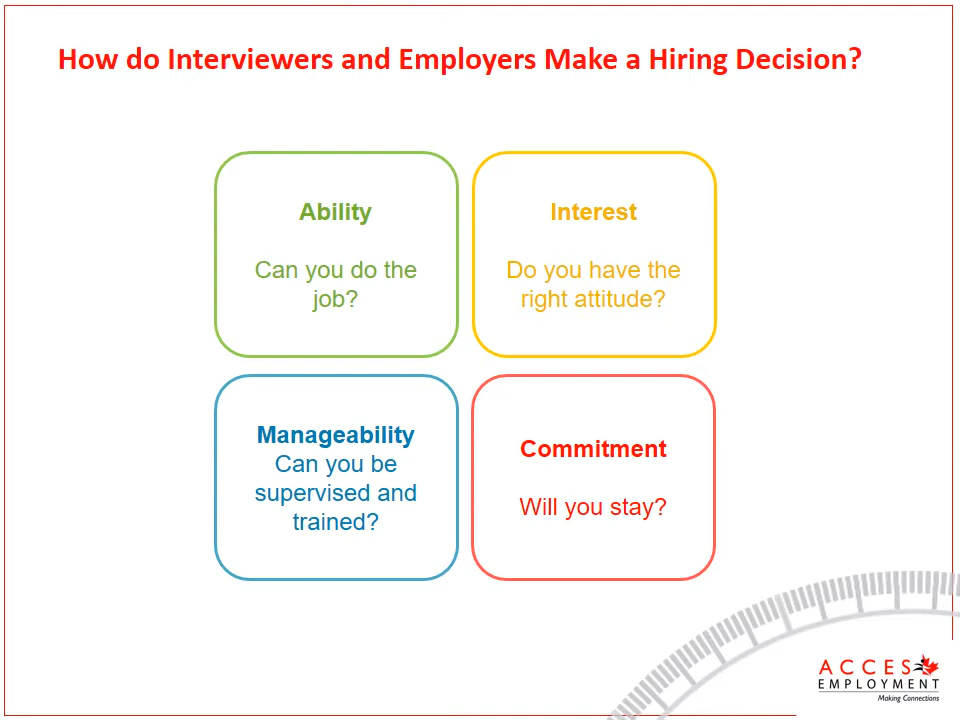 How do Interviewers and Employers Make a Hiring Decision?
Ability
Can you do the
job?
Interest
Do you have the
right attitude?
Manageability
Can you be
supervised and
trained?
Commitment
Will you stay?
ACCES
EMPLOYMENT
Making Connections